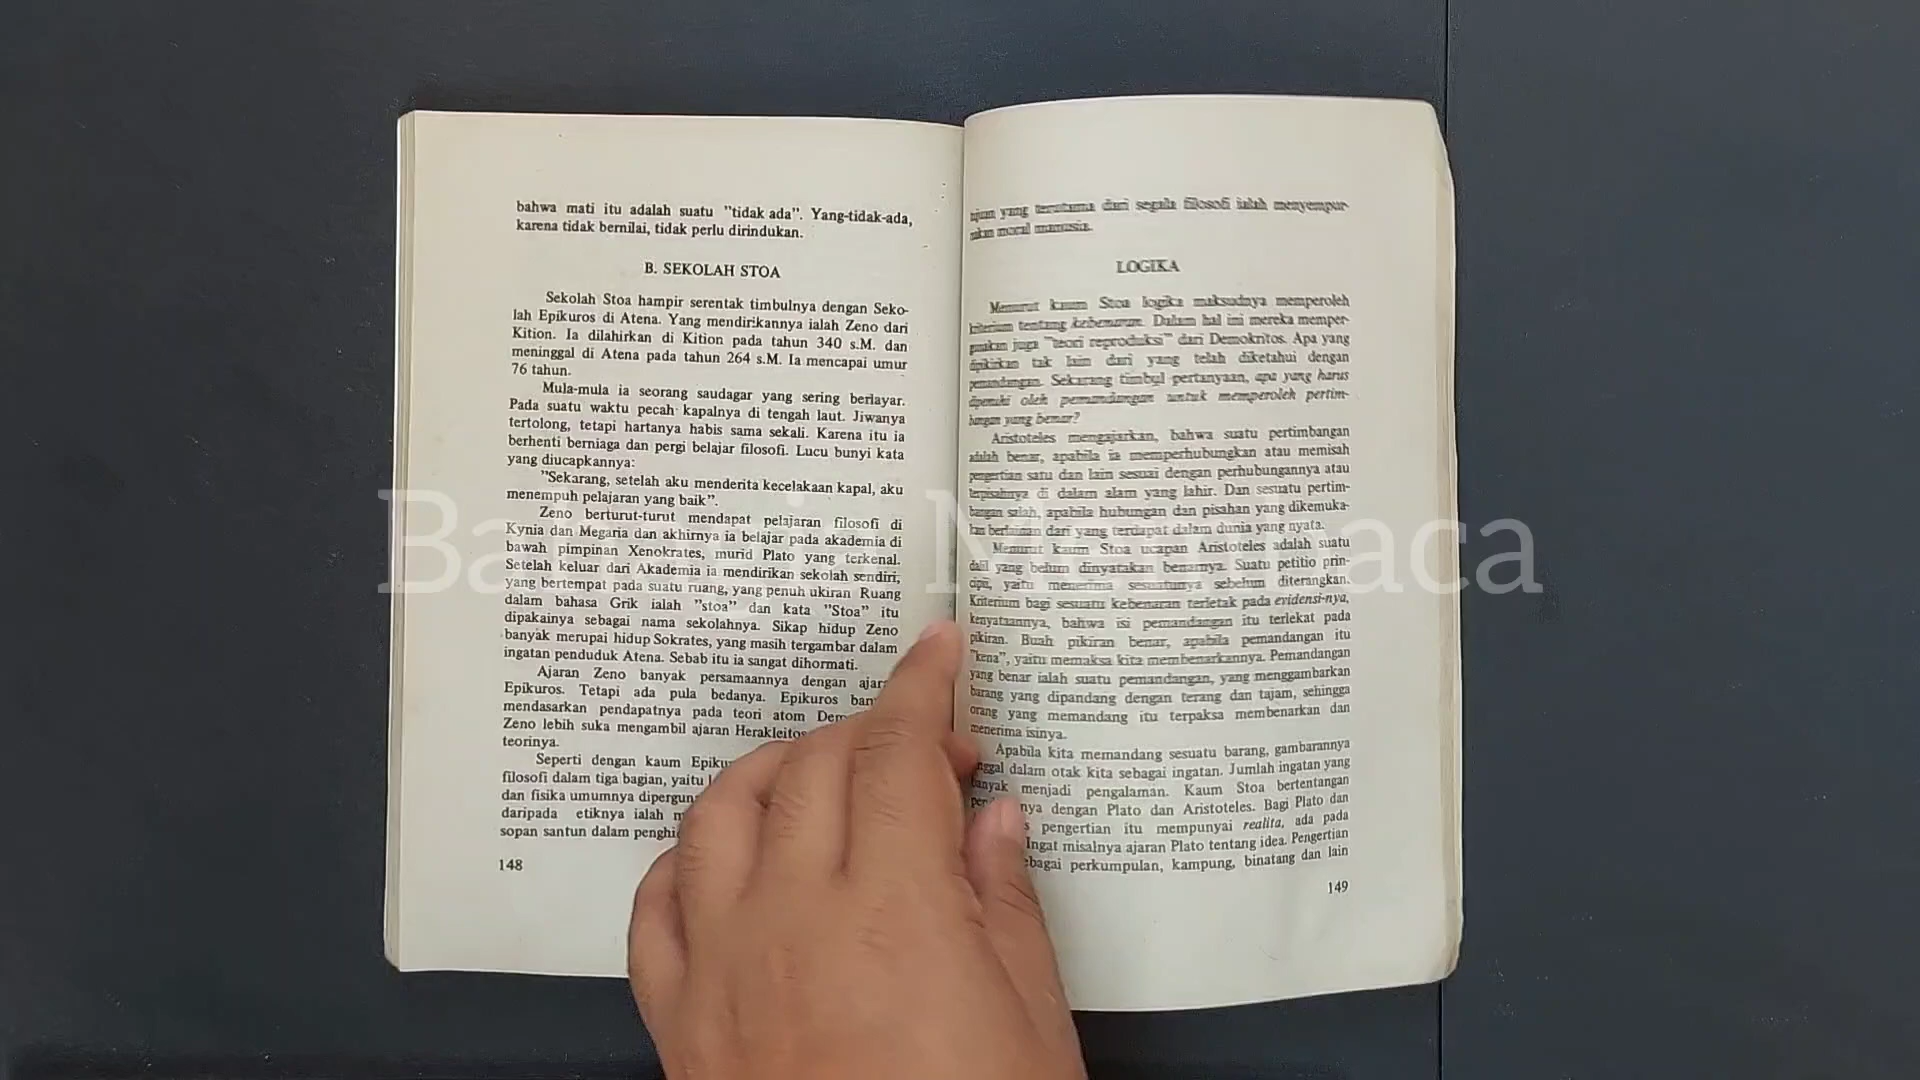 bahwa mati itu adalah suatu "tidak ada". Yang-tidak-ada,
karena tidak bernilai, tidak perlu dirindukan.
B. SEKOLAH STOA
Sekolah Stoa hampir serentak timbulnya dengan Seko-
lah Epikuros di Atena. Yang mendirikannya ialah Zeno dari
Kition. Ia dilahirkan di Kition pada tahun 340 s.M. dan
meninggal di Atena pada tahun 264 s.M. Ia mencapai umur
76 tahun.
Mula-mula ia seorang saudagar yang sering berlayar.
Pada suatu waktu pecah kapalnya di tengah laut. Jiwanya
tertolong, tetapi hartanya habis sama sekali. Karena itu ia
berhenti berniaga dan pergi belajar filosofi. Lucu bunyi kata
yang diucapkannya:
"Sekarang, setelah aku menderita kecelakaan kapal, aku
menempuh pelajaran yang baik".
Zeno berturut-turut mendapat pelajaran filosofi di
Kynia dan Megaria dan akhirnya ia belajar pada akademia di
bawah pimpinan Xenokrates, murid Plato yang terkenal.
Setelah keluar dari Akademia ia mendirikan sekolah sendiri,
yang bertempat pada suatu ruang, yang penuh ukiran Ruang
dalam bahasa Grik ialah "stoa" dan kata "Stoa" itu
dipakainya sebagai nama sekolahnya. Sikap hidup Zeno
banyak merupai hidup Sokrates, yang masih tergambar dalam
ingatan penduduk Atena. Sebab itu ia sangat dihormati.
Ajaran Zeno banyak persamaannya dengan
Epikuros. Tetapi ada pula bedanya. Epikuros
mendasarkan pendapatnya pada teori atom
Zeno lebih suka mengambil ajaran Herakleitos
teorinya.
Seperti dengan kaum
filosofi dalam tiga bagian, yaitu
dan fisika umumnya
daripada etiknya ialah
sopan santun dalam
148
yang terutama dari segala filosofi ialah menyempur-
moral manusia.
LOGIKA
Menurut kaum Stoa logika maksudnya memperoleh
kriterium tentang kebenaran. Dalam hal ini mereka memper-
gunakan juga "teori reproduksi" dari Demokritos. Apa yang
dipikirkan tak lain dari yang telah diketahui dengan
pemandangan. Sekarang timbul pertanyaan, apa yang harus
dipenuhi oleh pemandangan untuk memperoleh pertim-
bangan yang benar?
Aristoteles mengajarkan, bahwa suatu pertimbangan
adalah benar, apabila ia memperhubungkan atau memisah
pengertian satu dan lain sesuai dengan perhubungannya atau
terpisahnya di dalam alam yang lahir. Dan sesuatu pertim-
bangan salah, apabila hubungan dan pisahan yang dikemuka-
kan berlainan dari yang terdapat dalam dunia yang nyata.
Menurut kaum Stoa ucapan Aristoteles adalah suatu
dalil yang belum dinyatakan benarnya. Suatu petitio prin-
cipii, yaitu menerima sesuatunya sebelum diterangkan.
Kriterium bagi sesuatu kebenaran terletak pada evidensi-nya,
kenyataannya, bahwa isi pemandangan itu terlekat pada
pikiran. Buah pikiran benar, apabila pemandangan itu
"kena", yaitu memaksa kita membenarkannya. Pemandangan
yang benar ialah suatu pemandangan, yang menggambarkan
barang yang dipandang dengan terang dan tajam, sehingga
orang yang memandang itu terpaksa membenarkan dan
menerima isinya.
Apabila kita memandang sesuatu barang, gambarannya
dalam otak kita sebagai ingatan. Jumlah ingatan yang
banyak menjadi pengalaman. Kaum Stoa bertentangan
dengan Plato dan Aristoteles. Bagi Plato dan
pengertian itu mempunyai realita, ada pada
Ingat misalnya ajaran Plato tentang idea. Pengertian
perkumpulan, kampung, binatang dan lain
149